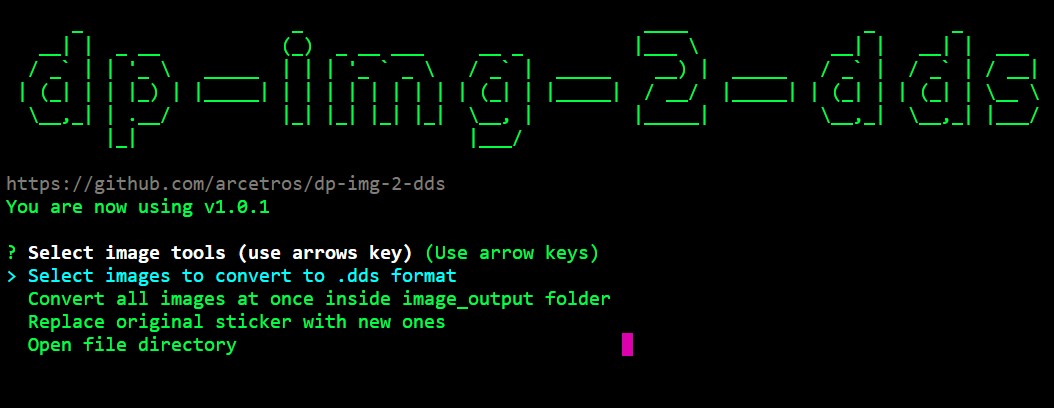 dp-img-2-dds
https://github.com/arcetros/dp-img-2-dds
You are now using v1.0.1
? Select image tools (use arrows key) (Use arrow keys)
> Select images to convert to .dds format
Convert all images at once inside image_output folder
Replace original sticker with new ones
Open file directory